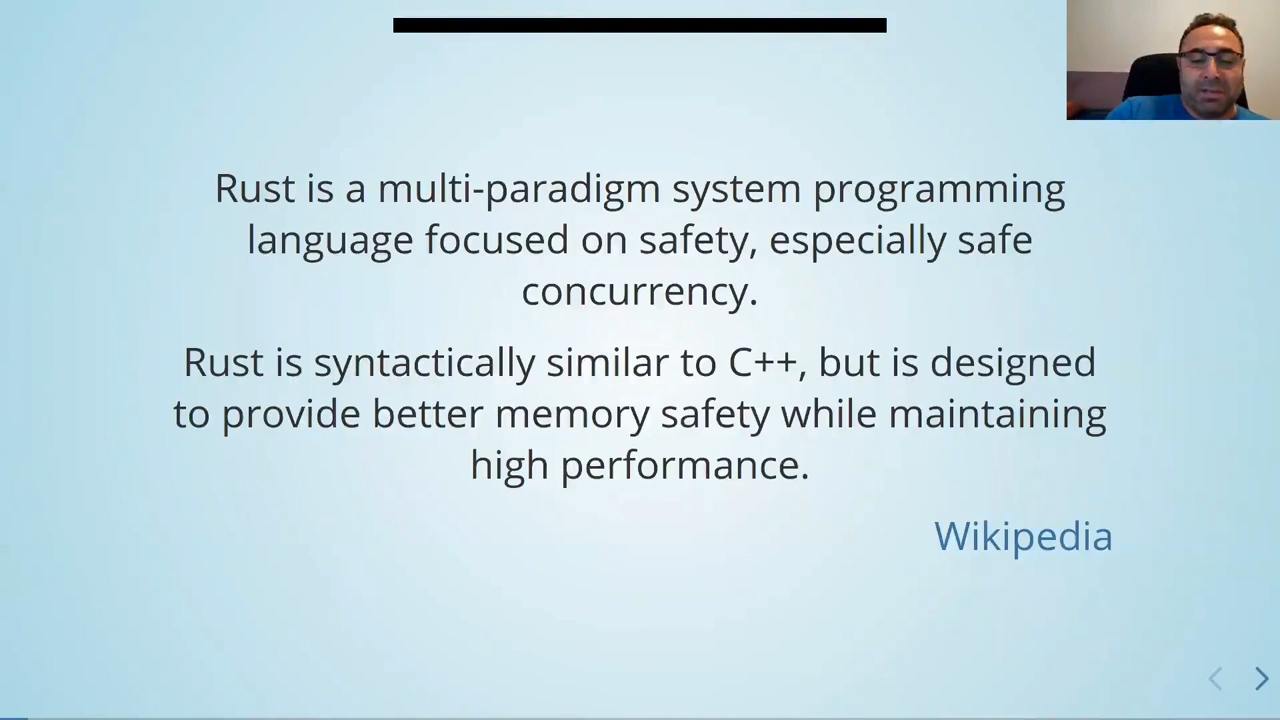 Rust is a multi-paradigm system programming
language focused on safety, especially safe
concurrency.
Rust is syntactically similar to C++, but is designed
to provide better memory safety while maintaining
high performance.
Wikipedia